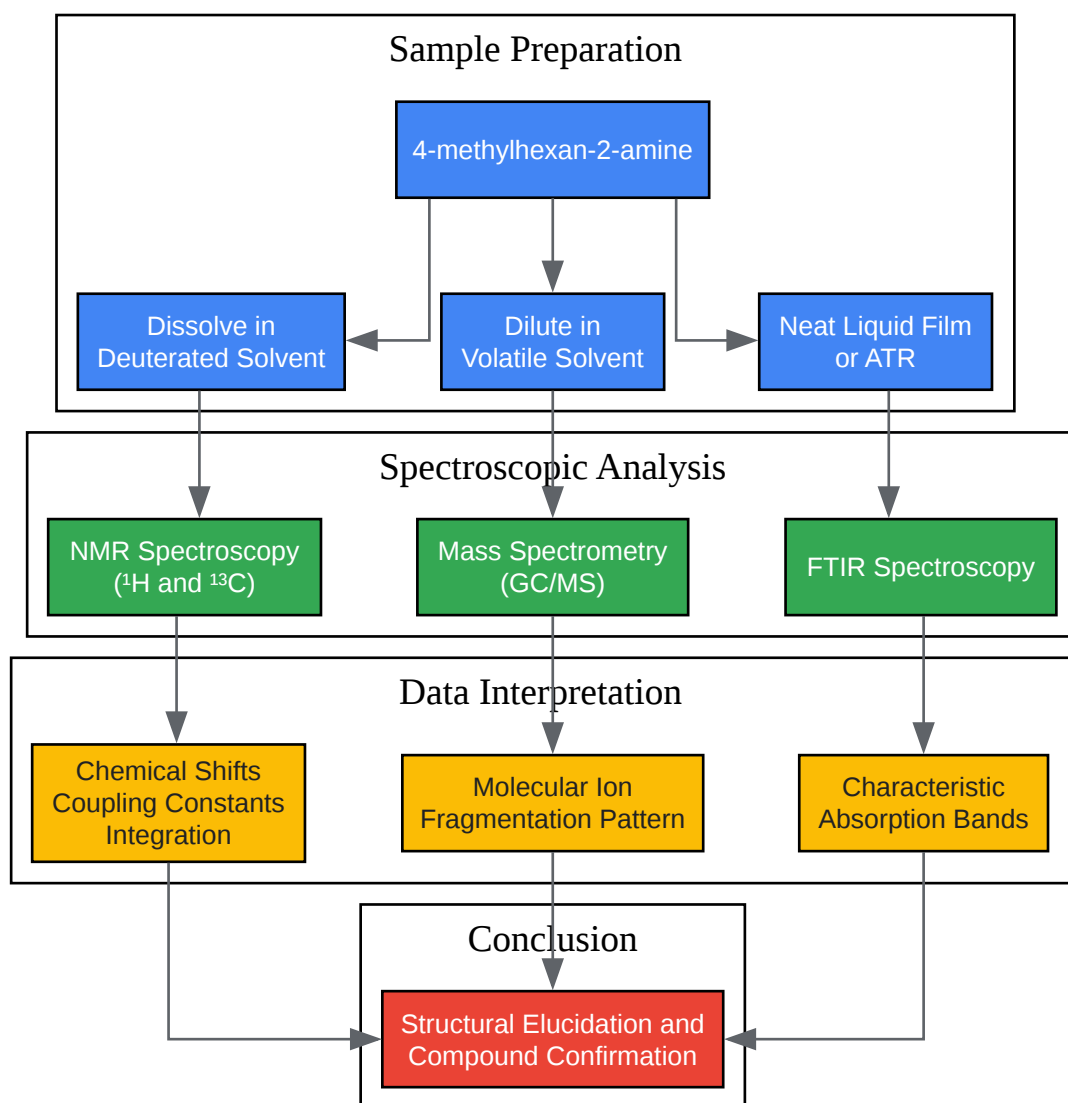 Sample Preparation
4-methylhexan-2-amine
Dissolve in
Deuterated Solvent
Dilute in
Volatile Solvent
Neat Liquid Film
or ATR
Spectroscopic Analysis
NMR Spectroscopy
(¹H and ¹³C)
Mass Spectrometry
(GC/MS)
FTIR Spectroscopy
Data Interpretation
Chemical Shifts
Coupling Constants
Integration
Molecular Ion
Fragmentation Pattern
Characteristic
Absorption Bands
Conclusion
Structural Elucidation and
Compound Confirmation